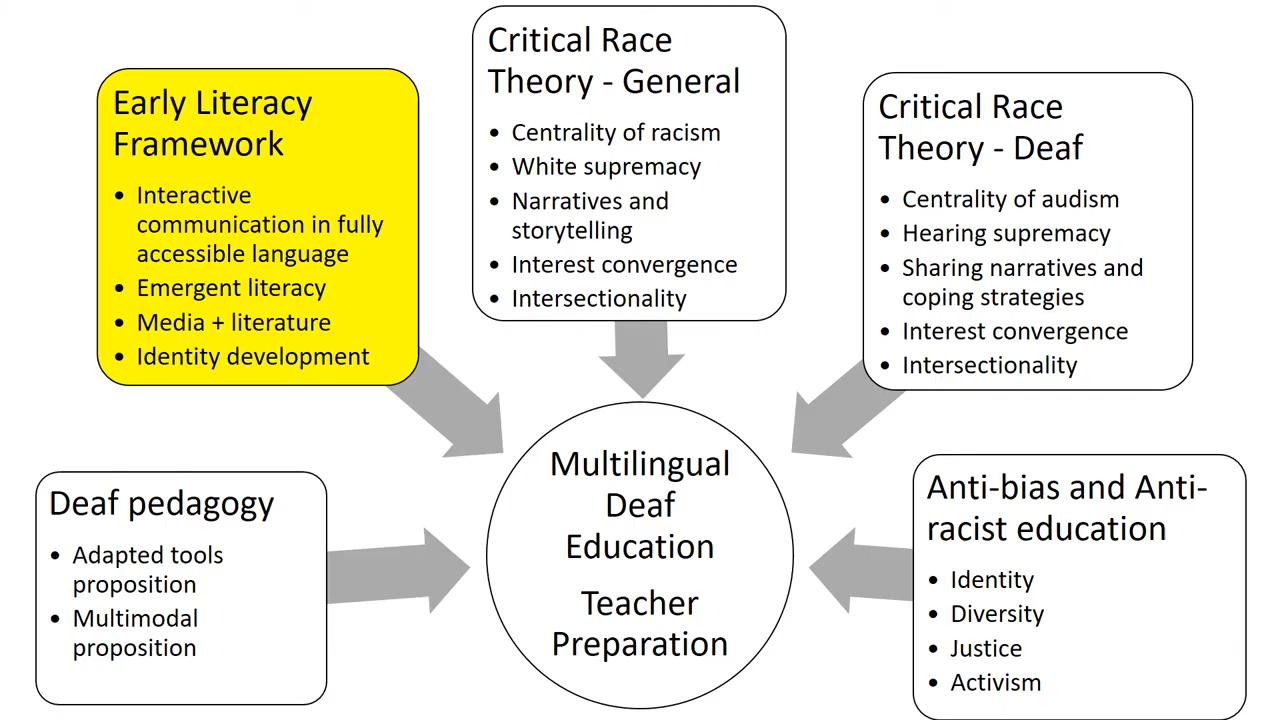 Early Literacy
Framework
• Interactive
communication in fully
accessible language
• Emergent literacy
• Media + literature
• Identity development
Critical Race
Theory - General
• Centrality of racism
• White supremacy
• Narratives and
storytelling
• Interest convergence
• Intersectionality
Critical Race
Theory - Deaf
• Centrality of audism
• Hearing supremacy
• Sharing narratives and
coping strategies
• Interest convergence
• Intersectionality
Deaf pedagogy
• Adapted tools
proposition
• Multimodal
proposition
Multilingual
Deaf
Education
Teacher
Preparation
Anti-bias and Anti-
racist education
• Identity
• Diversity
• Justice
• Activism